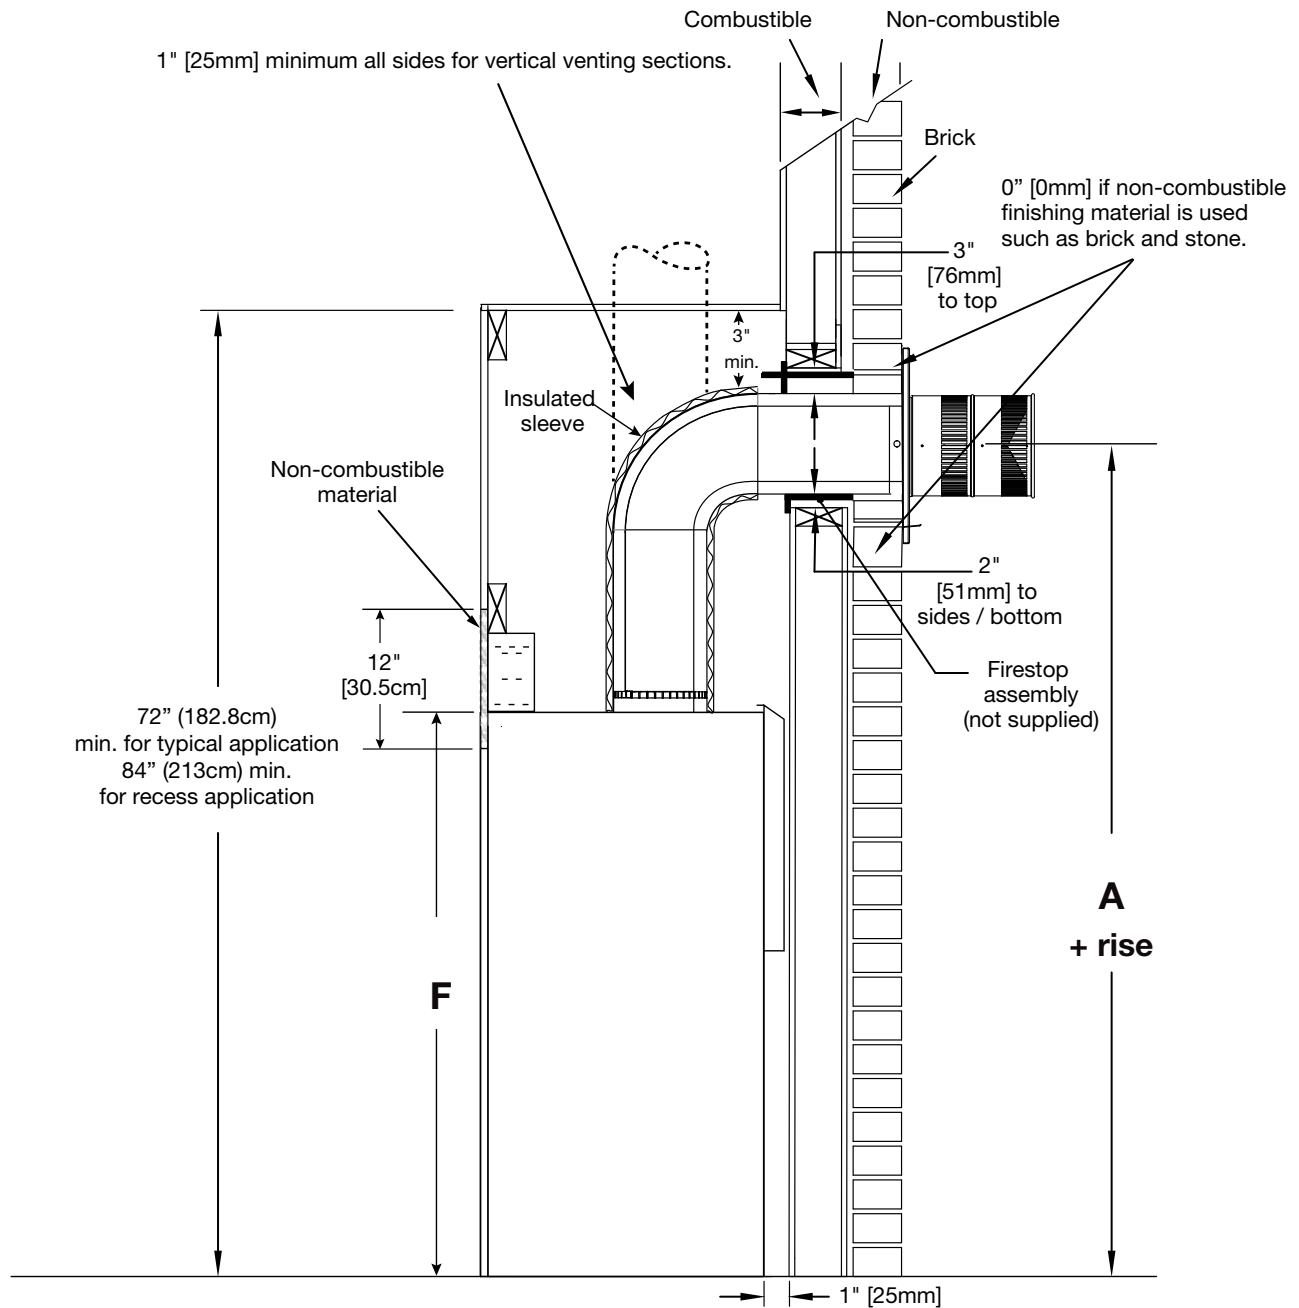 Combustible
Non-combustible
1" [25mm] minimum all sides for vertical venting sections.
Brick
0” [0mm] if non-combustible
finishing material is used
such as brick and stone.
3"
[76mm]
to top
3"
min.
Insulated
sleeve
Non-combustible
material
2"
[51mm] to
sides / bottom
12"
[30.5cm]
Firestop
assembly
(not supplied)
72” (182.8cm)
min. for typical application
84” (213cm) min.
for recess application
A
+ rise
F
1" [25mm]